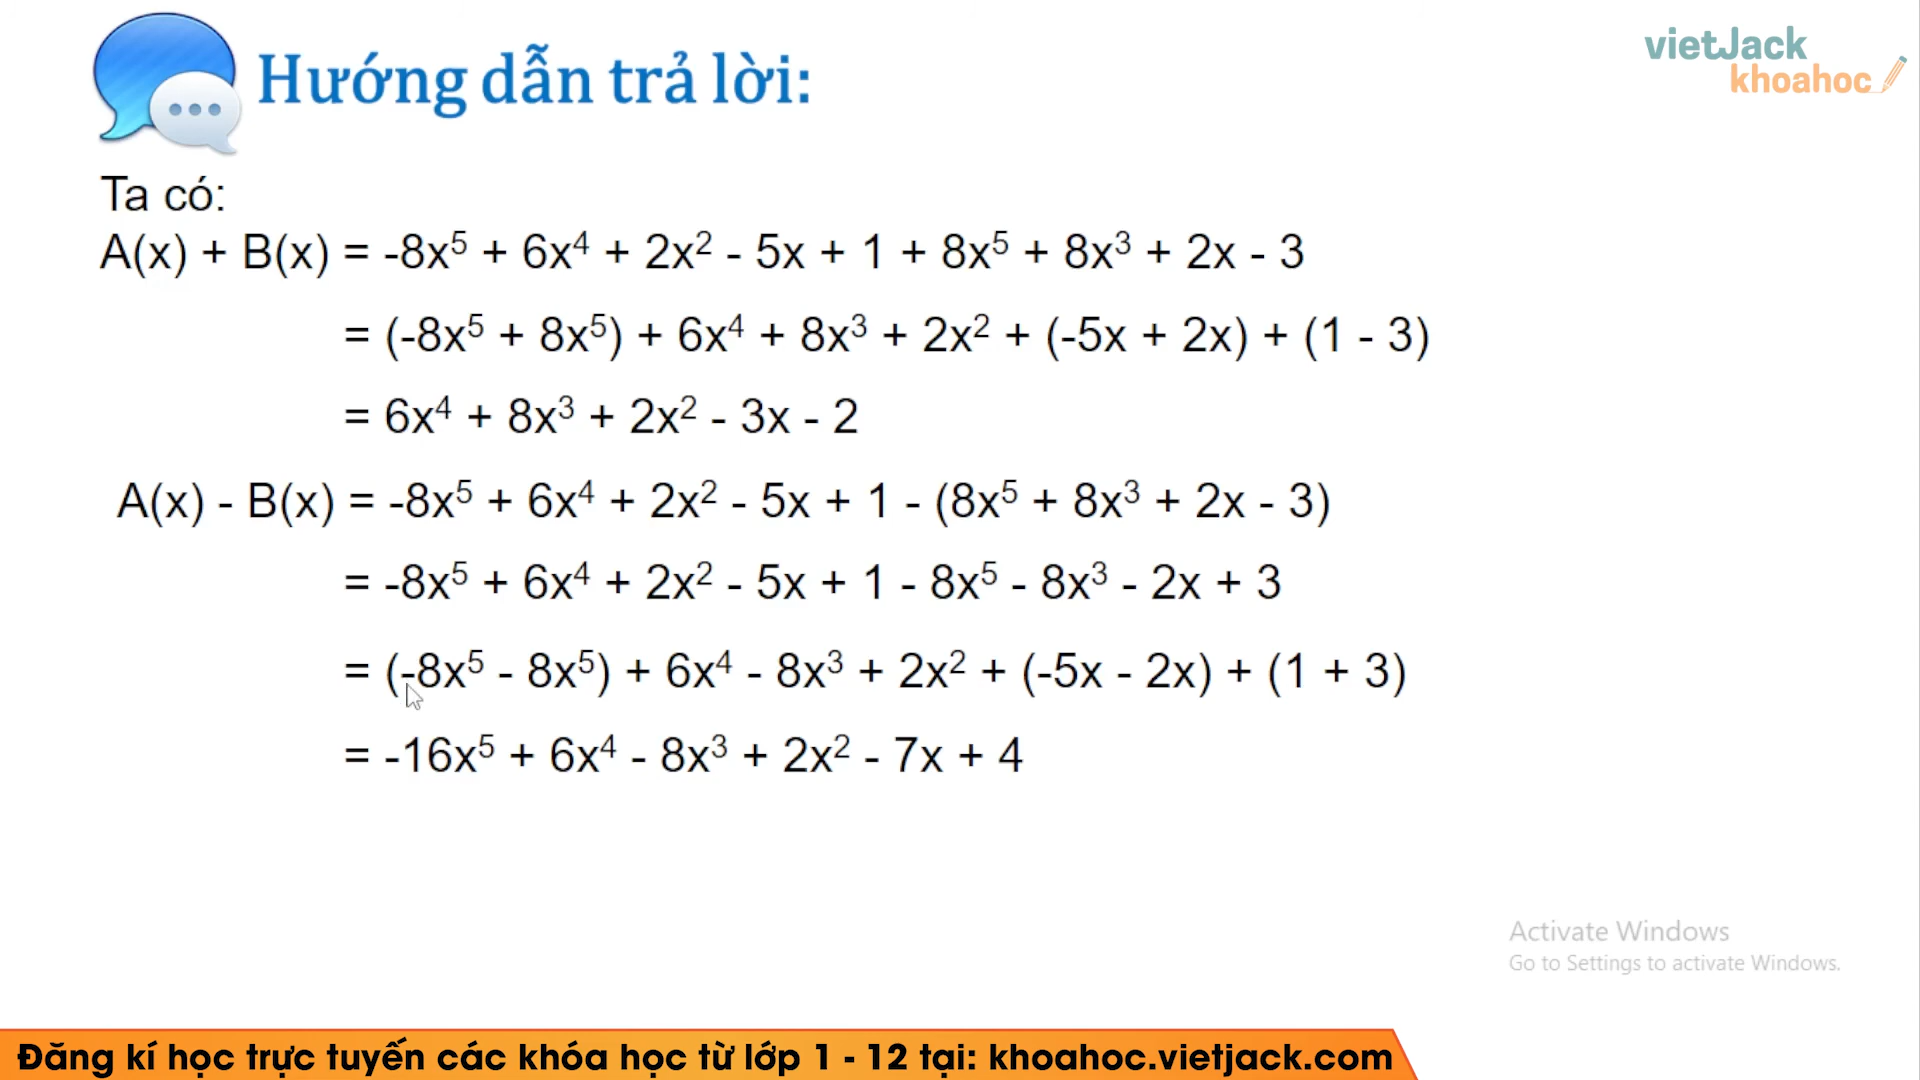 Hướng dẫn trả lời:
vietJack
khoahoc
Ta có:
A(x) + B(x) = -8x⁵ + 6x⁴ + 2x² - 5x + 1 + 8x⁵ + 8x³ + 2x - 3
= (-8x⁵ + 8x⁵) + 6x⁴ + 8x³ + 2x² + (-5x + 2x) + (1 - 3)
= 6x⁴ + 8x³ + 2x² - 3x - 2
A(x) - B(x) = -8x⁵ + 6x⁴ + 2x² - 5x + 1 - (8x⁵ + 8x³ + 2x - 3)
= -8x⁵ + 6x⁴ + 2x² - 5x + 1 - 8x⁵ - 8x³ - 2x + 3
= (-8x⁵ - 8x⁵) + 6x⁴ - 8x³ + 2x² + (-5x - 2x) + (1 + 3)
= -16x⁵ + 6x⁴ - 8x³ + 2x² - 7x + 4
Activate Windows
Go to Settings to activate Windows.
Đăng kí học trực tuyến các khóa học từ lớp 1 - 12 tại: khoahoc.vietjack.com